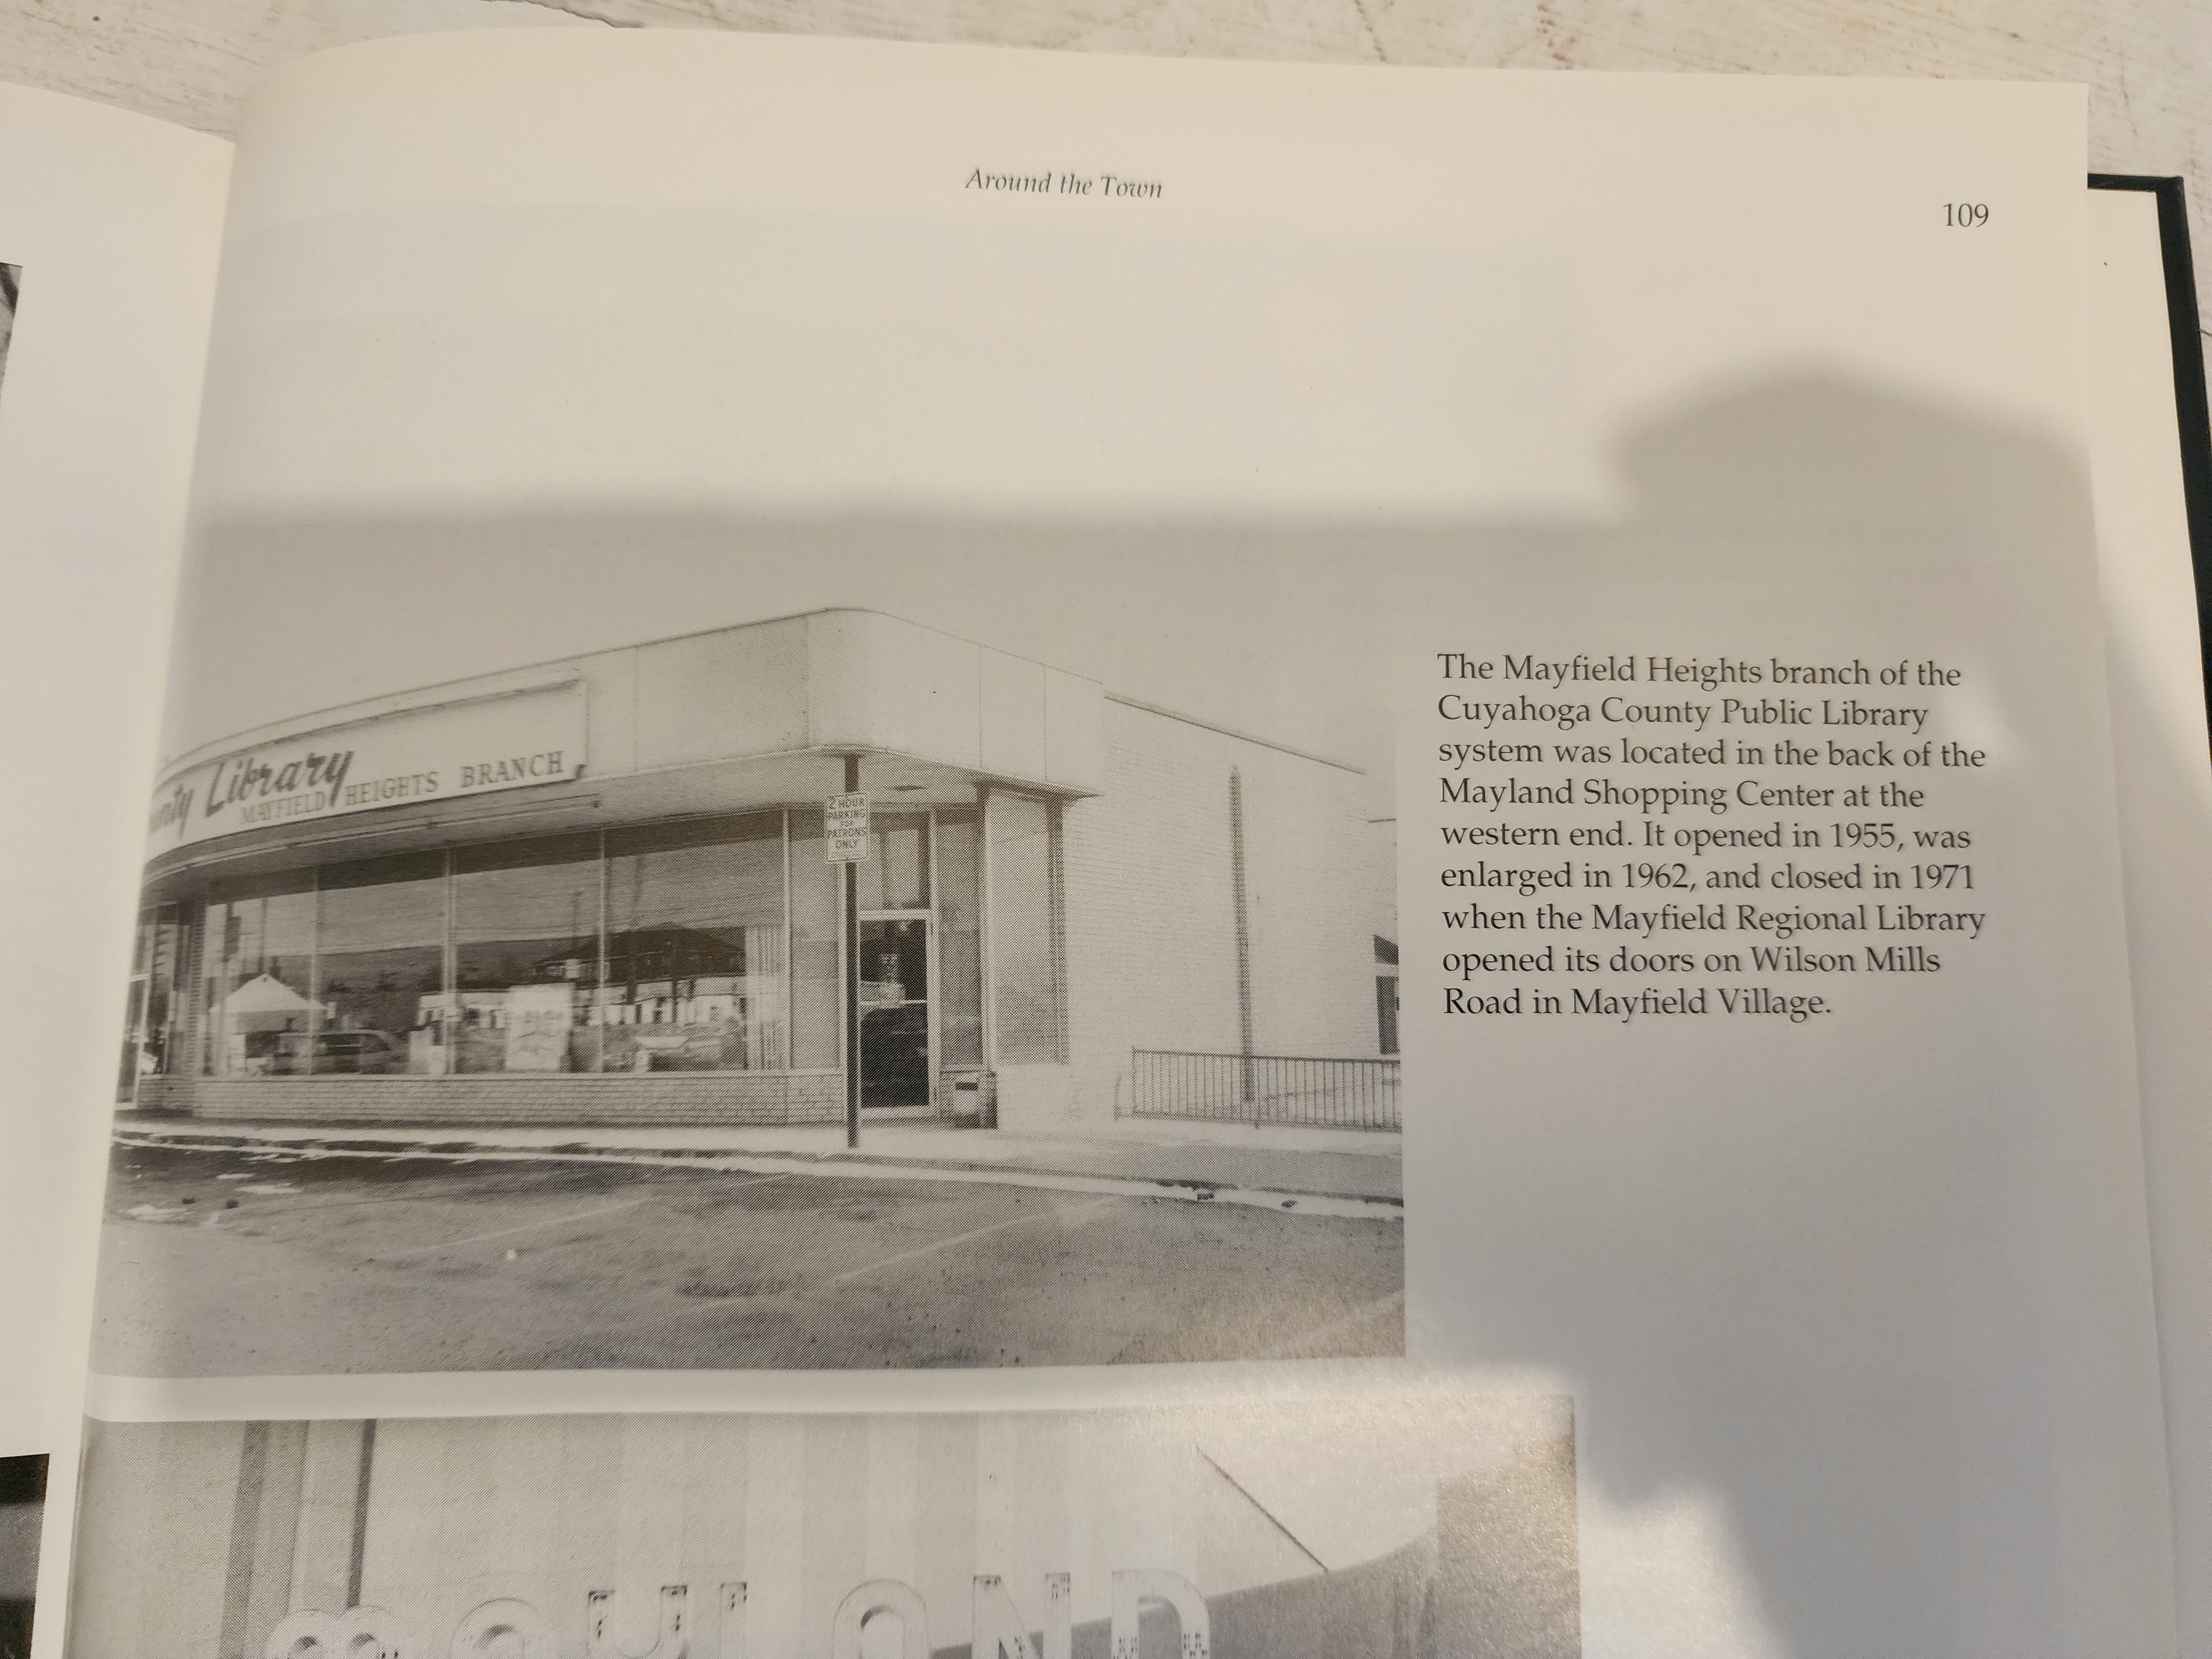 Around the Town
109
unty Library
MAYFIELD HEIGHTS BRANCH
2 HOUR
PARKING
FOR
PATRONS
ONLY
The Mayfield Heights branch of the
Cuyahoga County Public Library
system was located in the back of the
Mayland Shopping Center at the
western end. It opened in 1955, was
enlarged in 1962, and closed in 1971
when the Mayfield Regional Library
opened its doors on Wilson Mills
Road in Mayfield Village.
MAYLAND